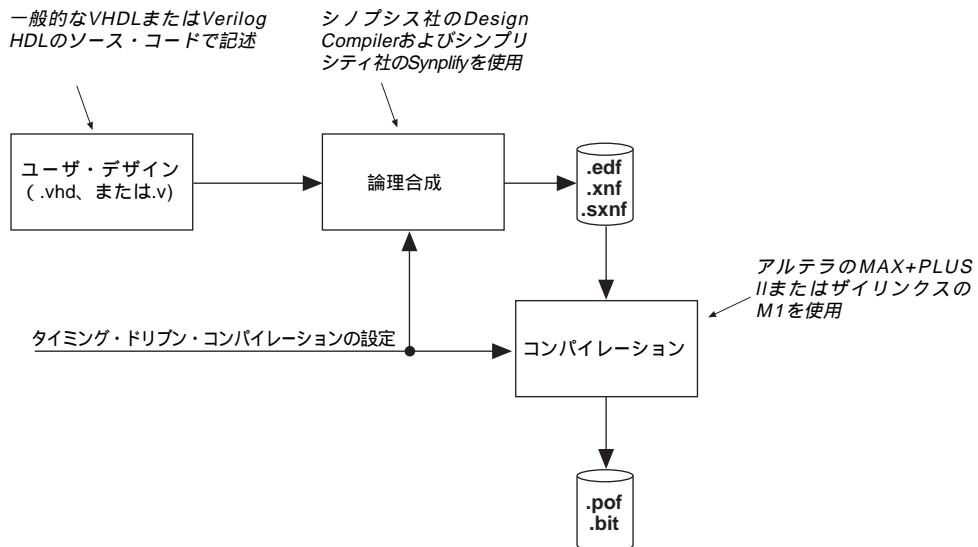 一般的なVHDLまたはVerilog
HDLのソース・コードで記述
シノプシス社のDesign
Compilerおよびシンプリ
シティ社のSynplifyを使用
ユーザ・デザイン
( .vhd、または.v)
論理合成
.edf
.xnf
.sxnf
アルテラのMAX+PLUS
IIまたはザイリンクスの
M1を使用
タイミング・ドリブン・コンパイレーションの設定
コンパイレーション
.pof
.bit